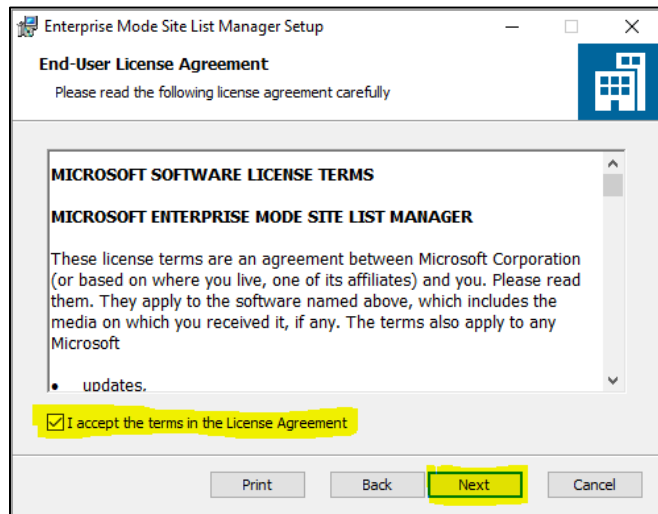 Enterprise Mode Site List Manager Setup
End-User License Agreement
Please read the following license agreement carefully
MICROSOFT SOFTWARE LICENSE TERMS
MICROSOFT ENTERPRISE MODE SITE LIST MANAGER
These license terms are an agreement between Microsoft Corporation
(or based on where you live, one of its affiliates) and you. Please read
them. They apply to the software named above, which includes the
media on which you received it, if any. The terms also apply to any
Microsoft
• updates,
I accept the terms in the License Agreement
Print Back Next Cancel